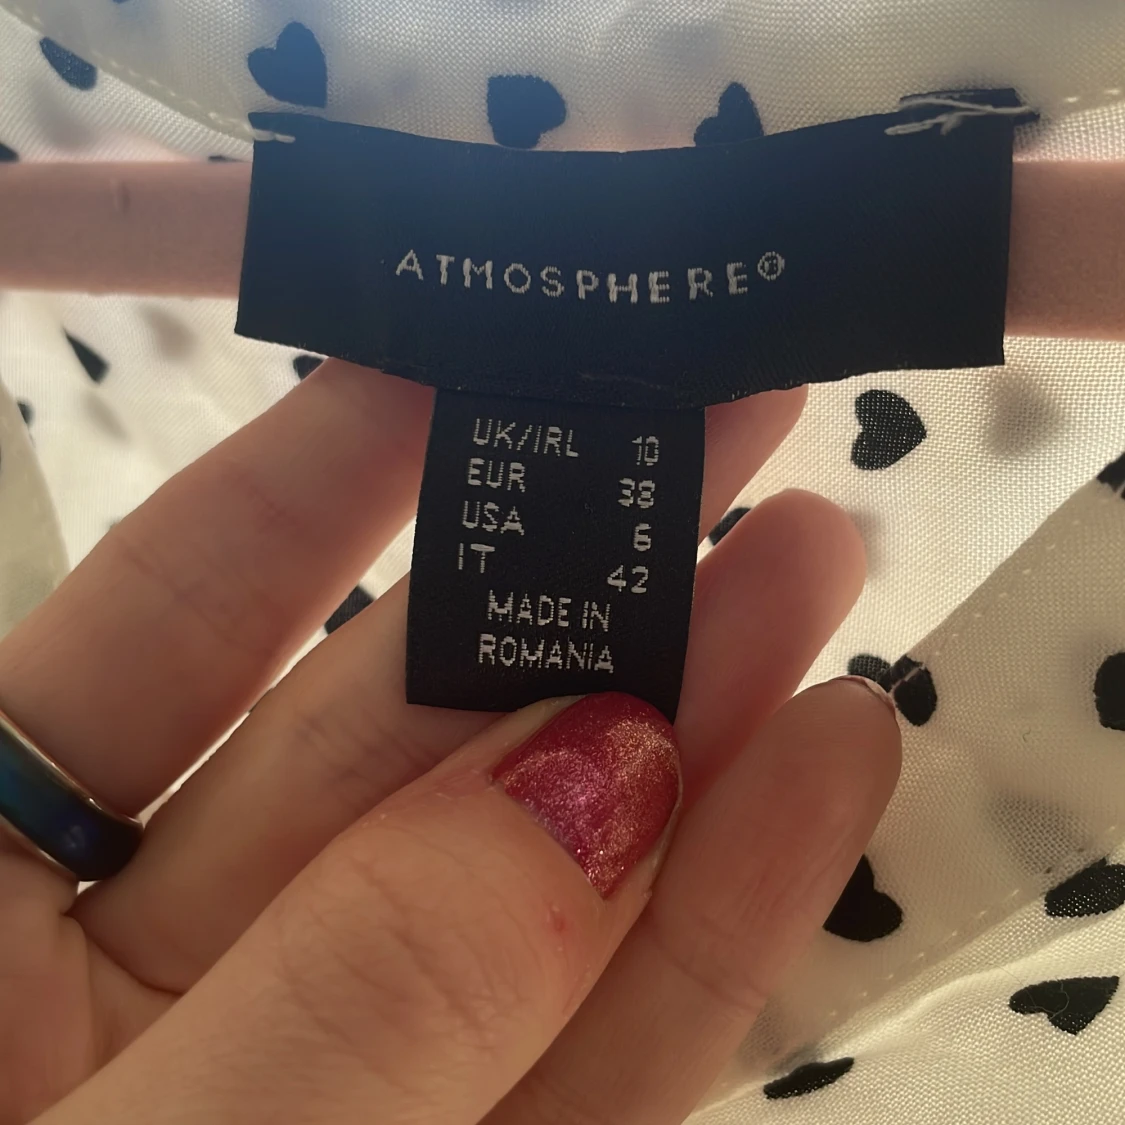 ATMOSPHERE®
UK/IRL 10
EUR 38
USA 6
IT 42
MADE IN
ROMANIA